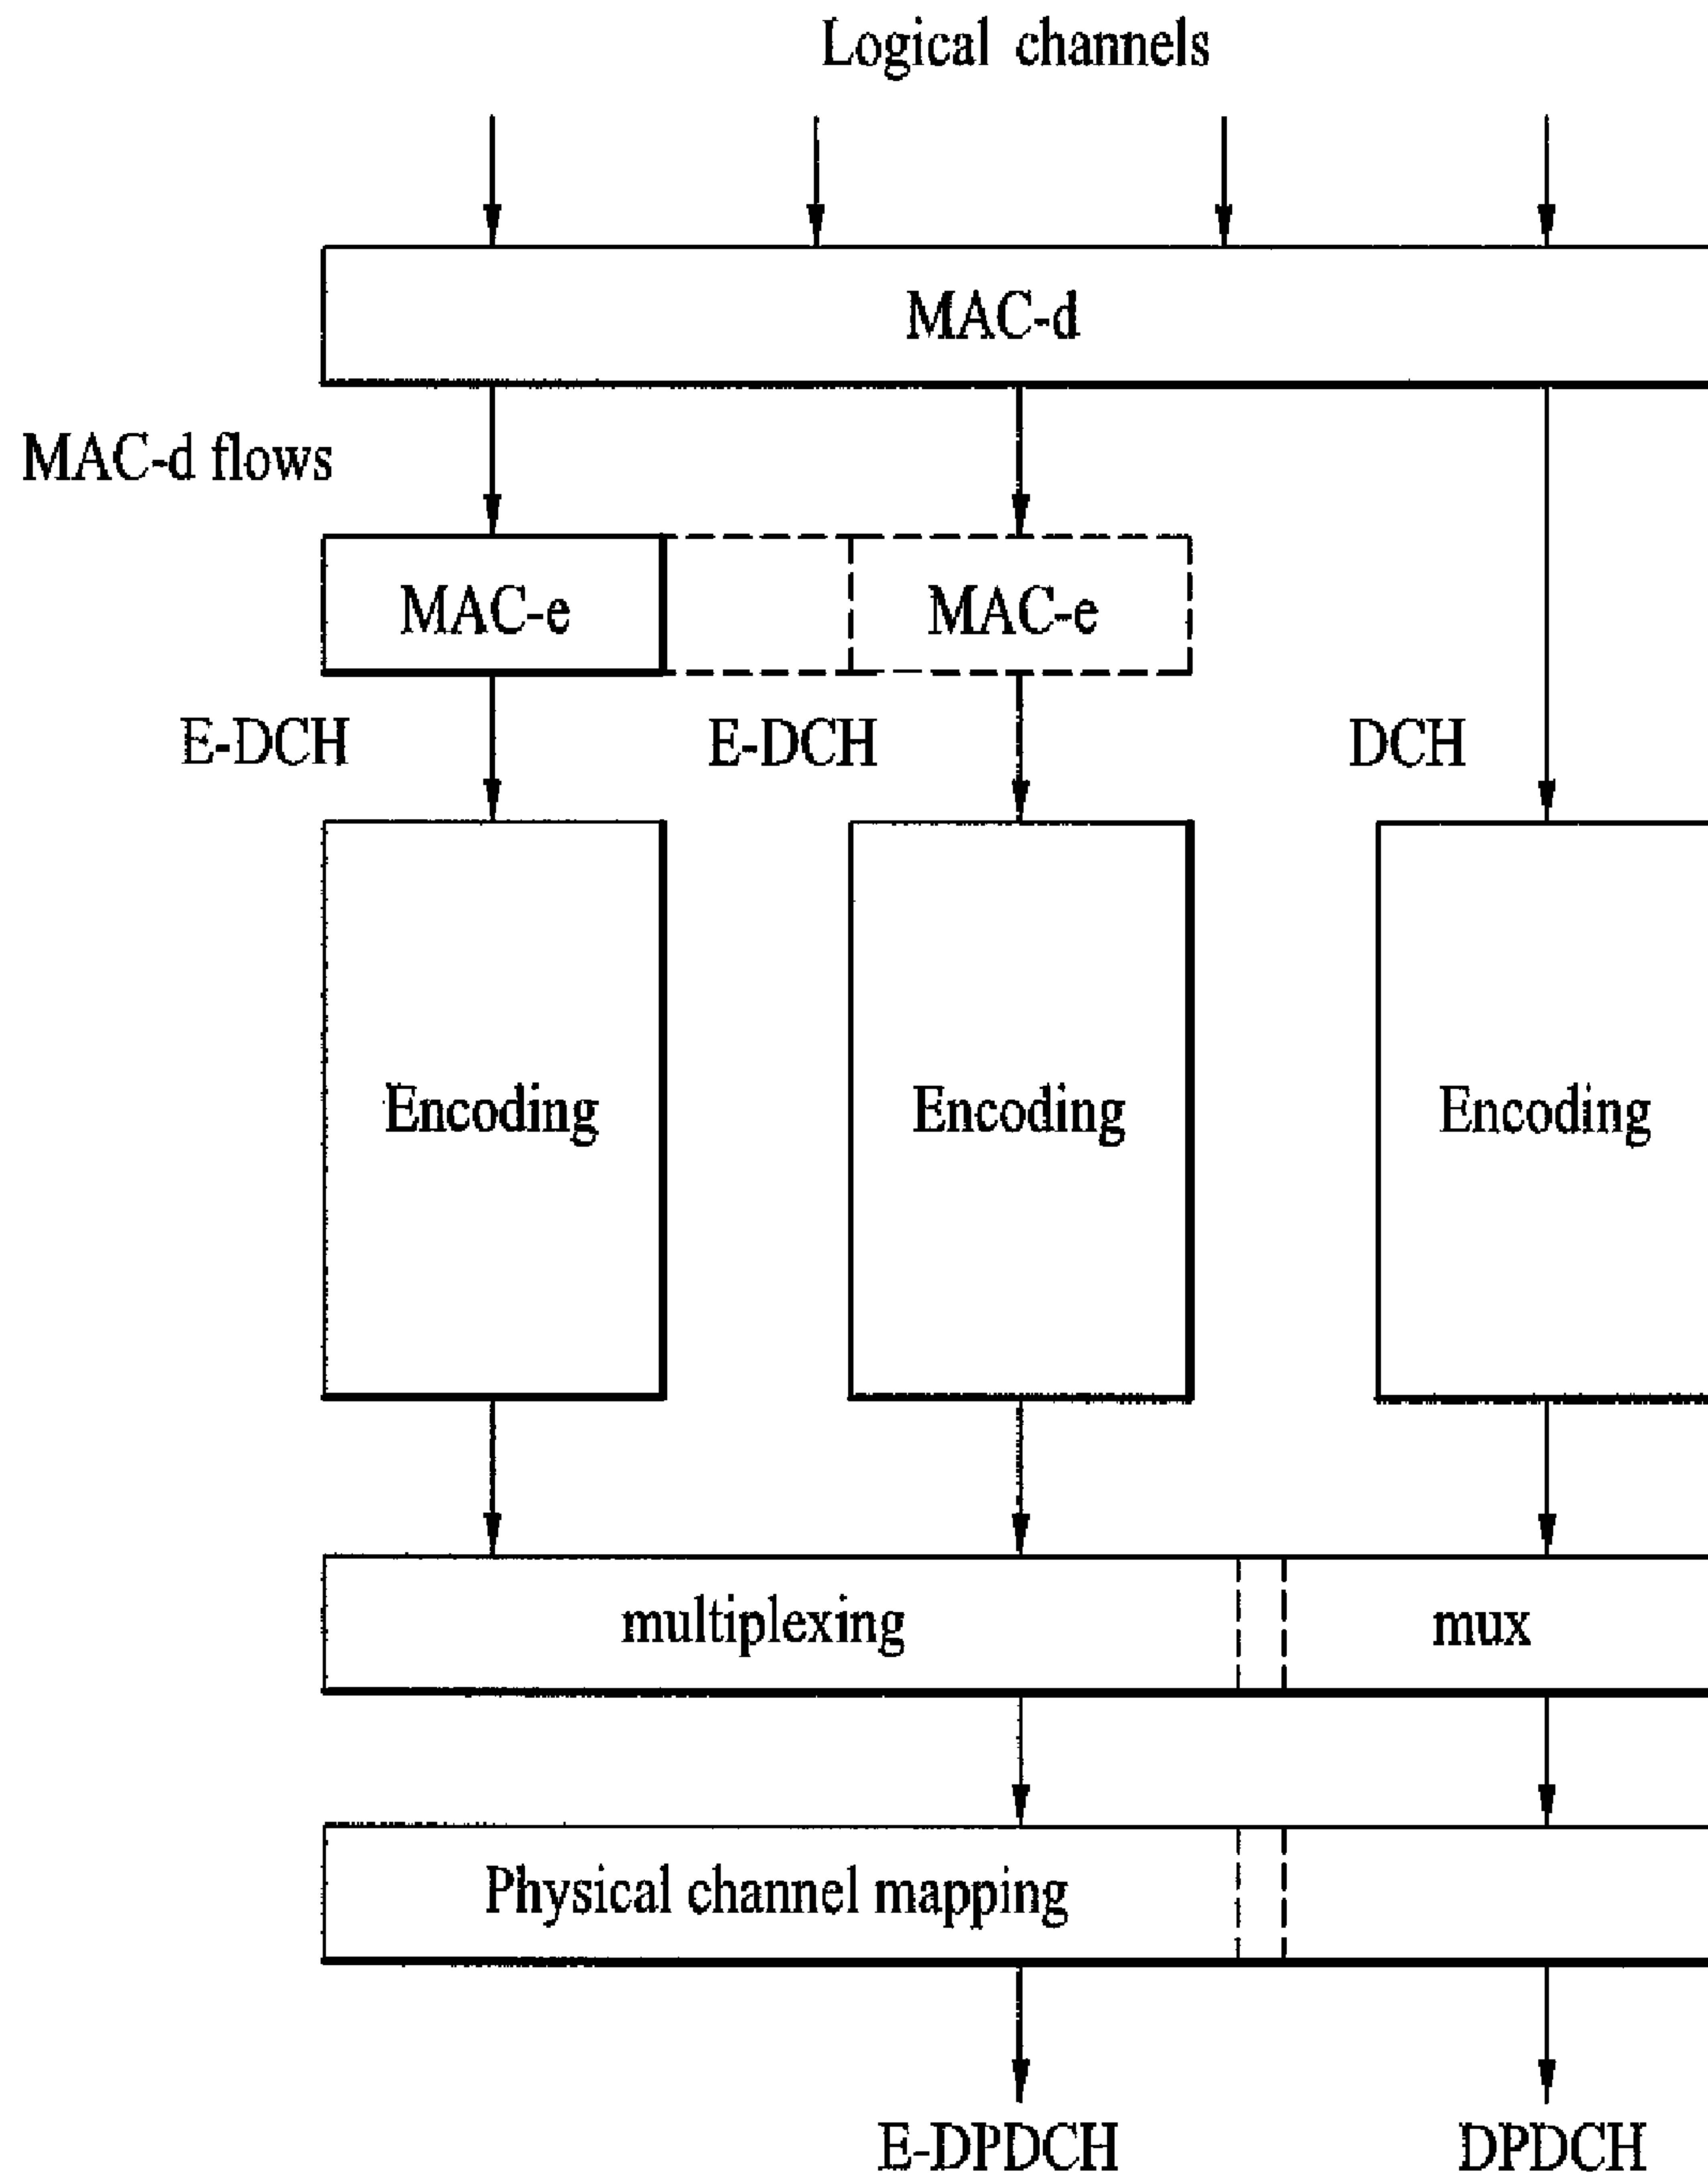 Logical channels
MAC-d
MAC-d flows
MAC-e
MAC-e
E-DCH
E-DCH
DCH
Encoding
Encoding
Encoding
multiplexing
mux
Physical channel mapping
E-DPDCH
DPDCH